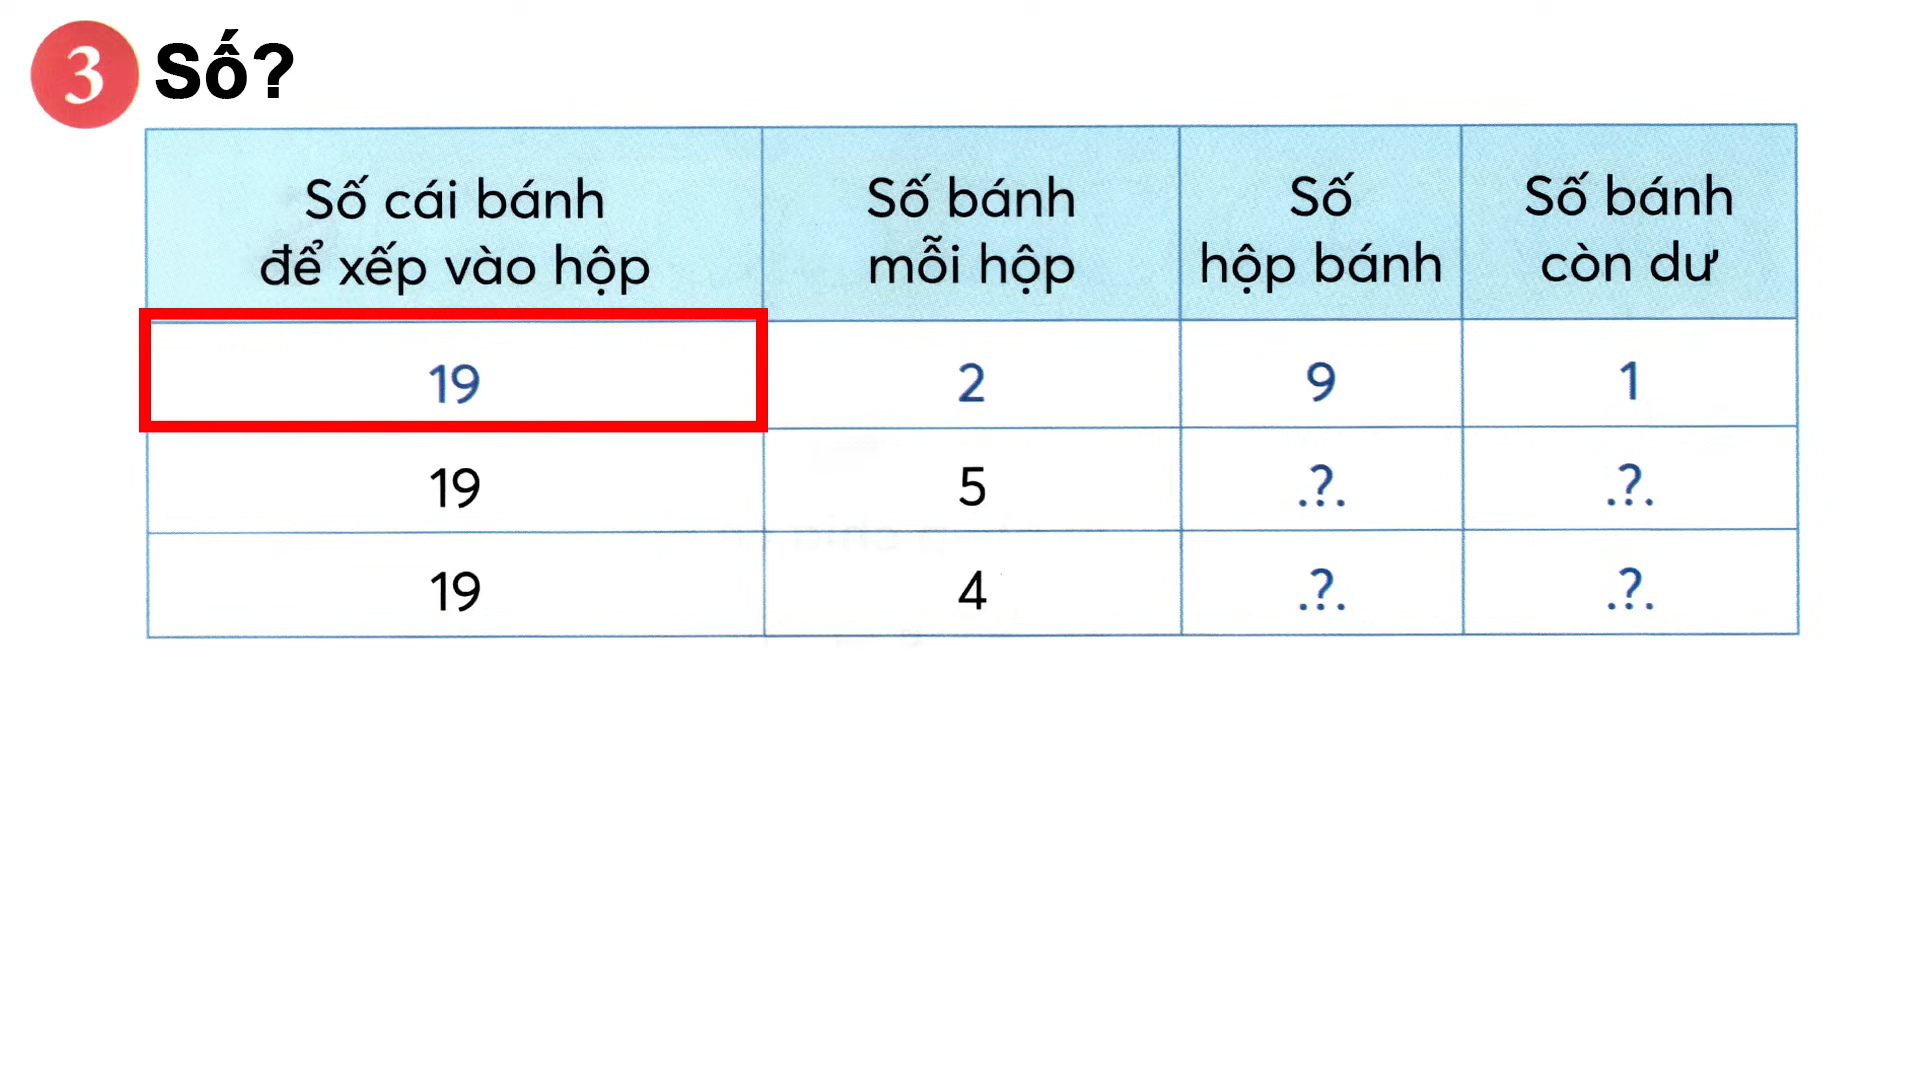 3 Số?
Số cái bánh
để xếp vào hộp
Số bánh
mỗi hộp
Số
hộp bánh
Số bánh
còn dư
19 2 9 1
19 5 .?. .?.
19 4 .?. .?.